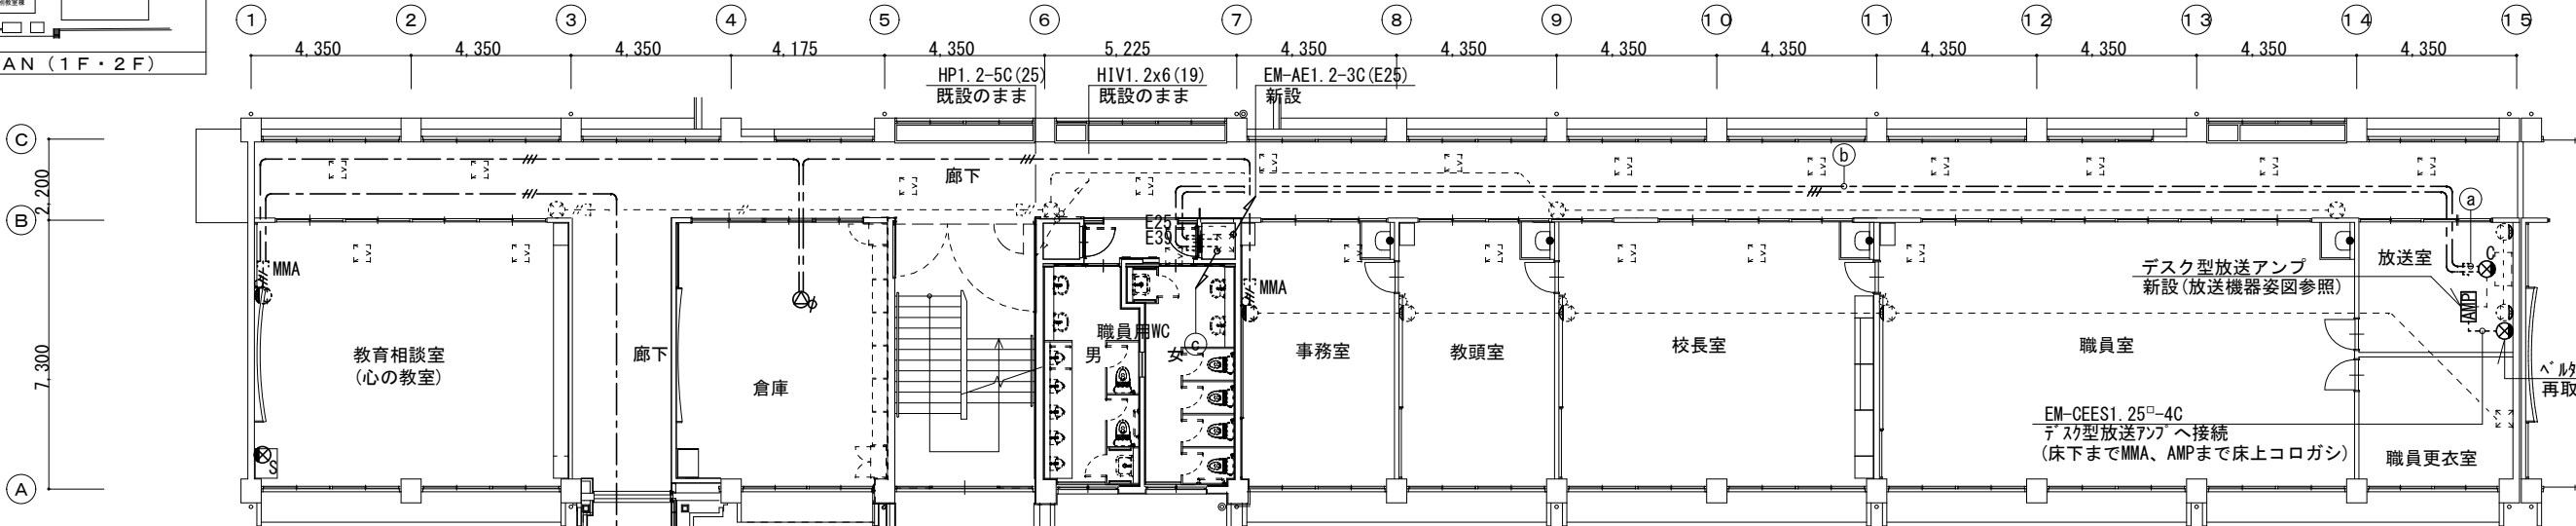 1 2 3 4 5 6 7 8 9 10 11 12 13 14 15
4,350 4,350 4,350 4,175 4,350 5,225 4,350 4,350 4,350 4,350 4,350 4,350 4,350 4,350
AN（1F・2F）
HP1.2-5C(25)
既設のまま
HIV1.2x6(19)
既設のまま
EM-AE1.2-3C(E25)
新設
C
2,200
B
7,300
A
廊下
b
a
E25
E39
MMA
MMA
C
放送室
デスク型放送アンプ
新設(放送機器姿図参照)
AMP
教育相談室
(心の教室)
S
廊下
倉庫
φ
職員用WC
男
女
c
事務室
教頭室
校長室
職員室
EM-CEES1.25□-4C
ﾃﾞｽｸ型放送ｱﾝﾌﾟへ接続
(床下までMMA、AMPまで床上コロガシ)
職員更衣室
再取